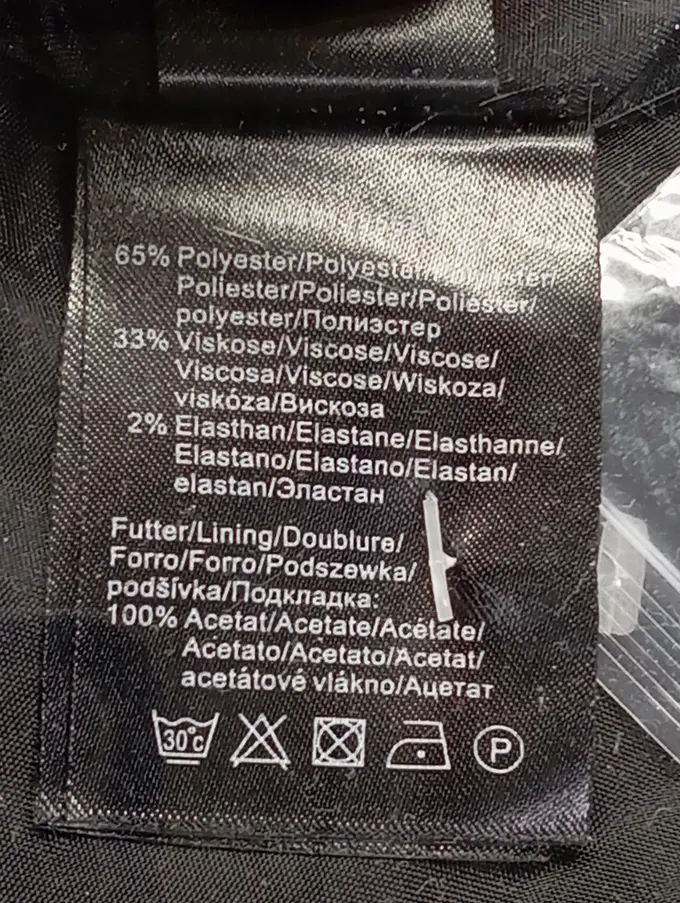 65% Polyester/Polyester/Polyester/
Poliester/Poliester/Poliester/
polyester/Полиэстер
33% Viskose/Viscose/Viscose/
Viscosa/Viscose/Wiskoza/
viskóza/Вискоза
2% Elasthan/Elastane/Elasthanne/
Elastano/Elastano/Elastan/
elastan/Эластан
Futter/Lining/Doublure/
Forro/Forro/Podszewka/
podšívka/Подкладка:
100% Acetat/Acetate/Acétate/
Acetato/Acetato/Acetat/
acetátové vlákno/Ацетат
30°c P